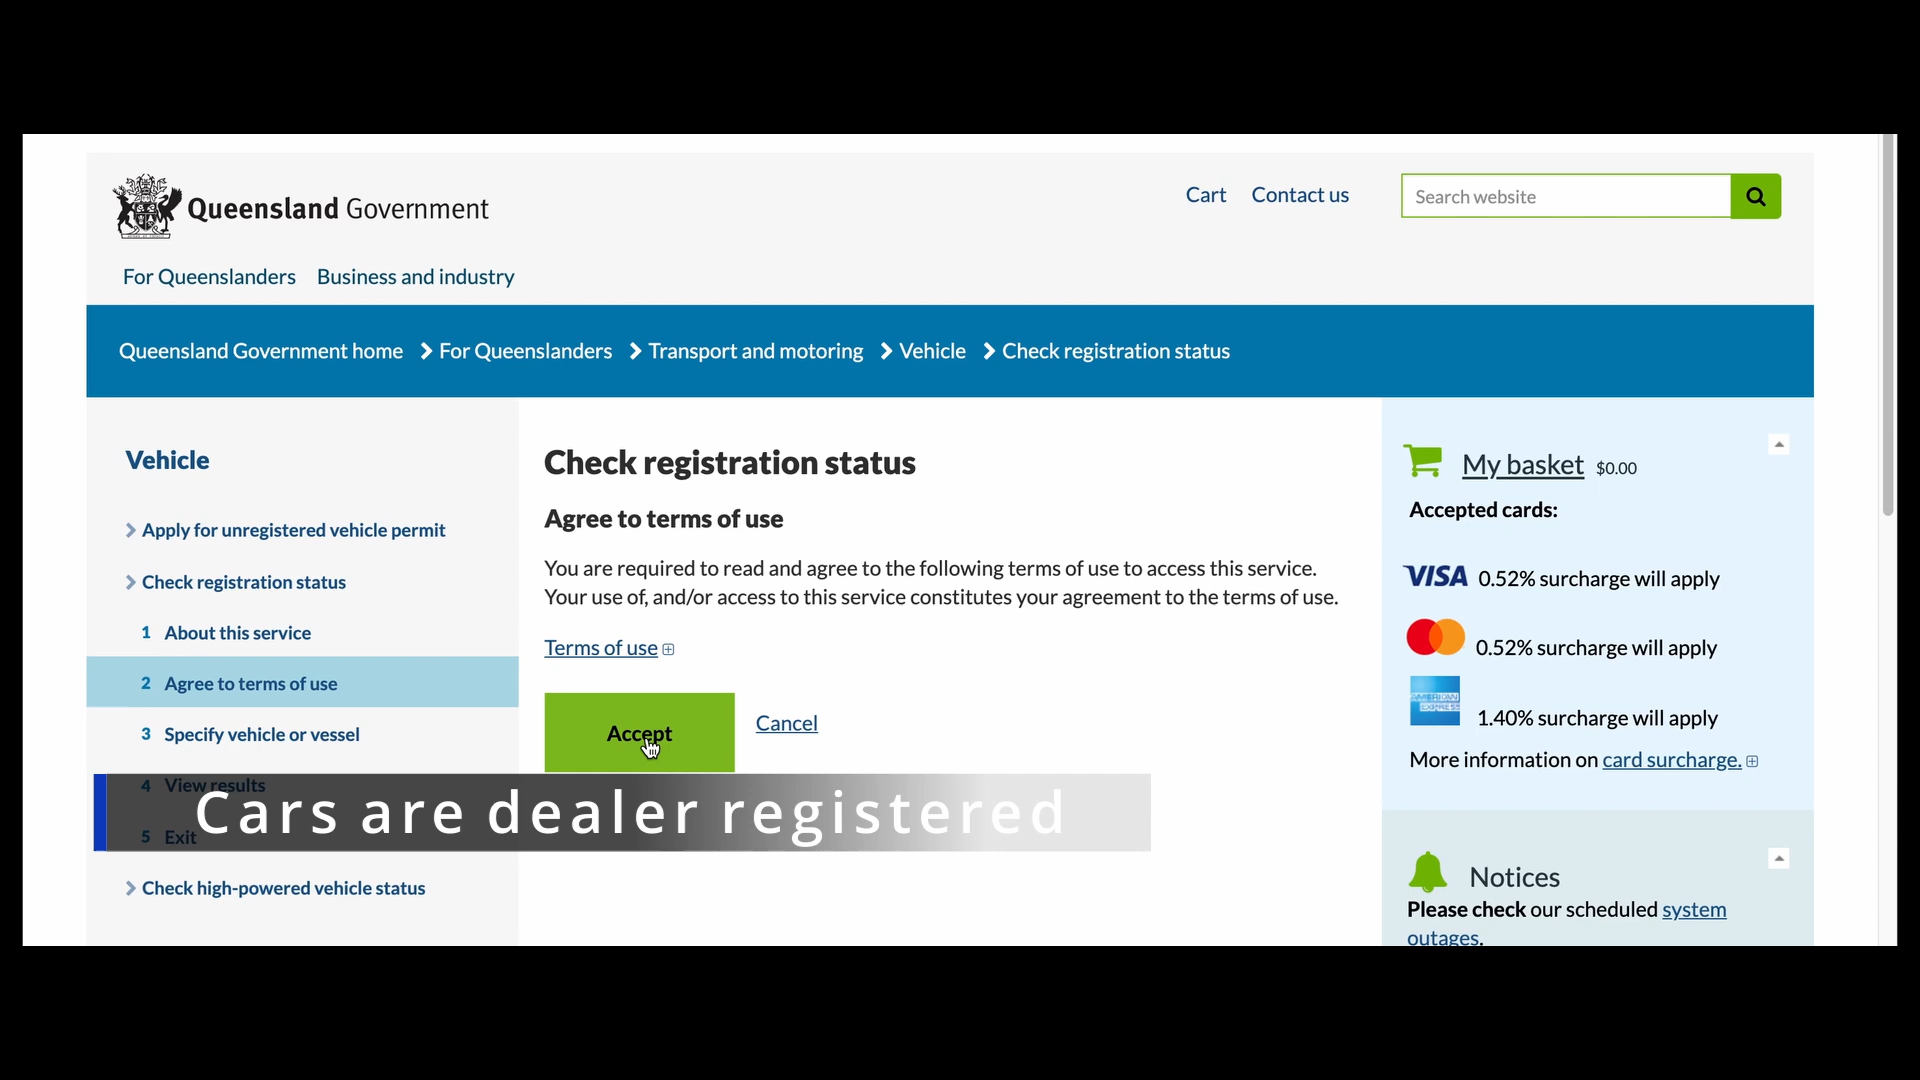 Queensland Government
Cart Contact us
Search website
For Queenslanders Business and industry
Queensland Government home For Queenslanders Transport and motoring Vehicle Check registration status
Vehicle
Apply for unregistered vehicle permit
Check registration status
1 About this service
2 Agree to terms of use
3 Specify vehicle or vessel
4 View results
5 Exit
Check high-powered vehicle status
Check registration status
Agree to terms of use
You are required to read and agree to the following terms of use to access this service.
Your use of, and/or access to this service constitutes your agreement to the terms of use.
Terms of use
Accept Cancel
Cars are dealer registered
My basket $0.00
Accepted cards:
VISA 0.52% surcharge will apply
0.52% surcharge will apply
AMERICAN
EXPRESS
1.40% surcharge will apply
More information on card surcharge.
Notices
Please check our scheduled system
outages.